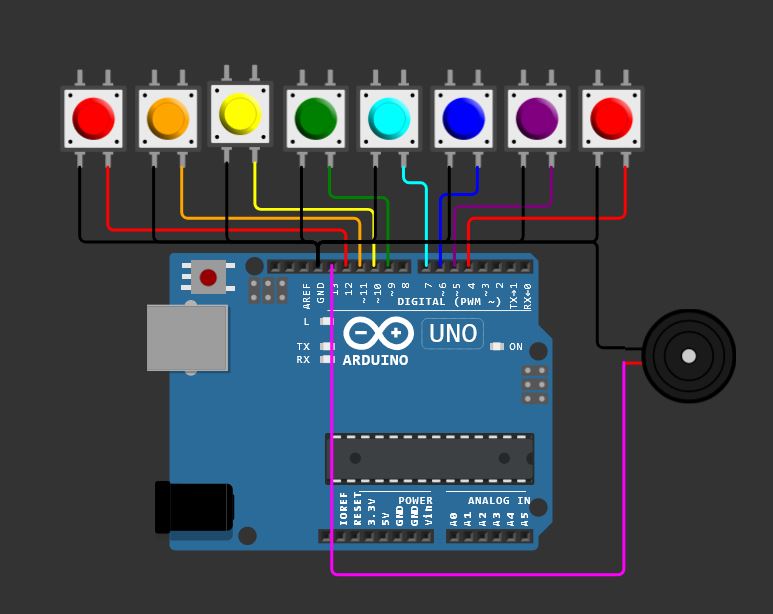 AREF
GND
13
12
~11
~10
~9
8
7
~6
~5
4
~3
2
TX→1
RX←0
DIGITAL (PWM ~)
L
TX
RX
UNO
ON
ARDUINO
IOREF
RESET
3.3V
5V
GND
GND
Vin
POWER
ANALOG IN
A0
A1
A2
A3
A4
A5